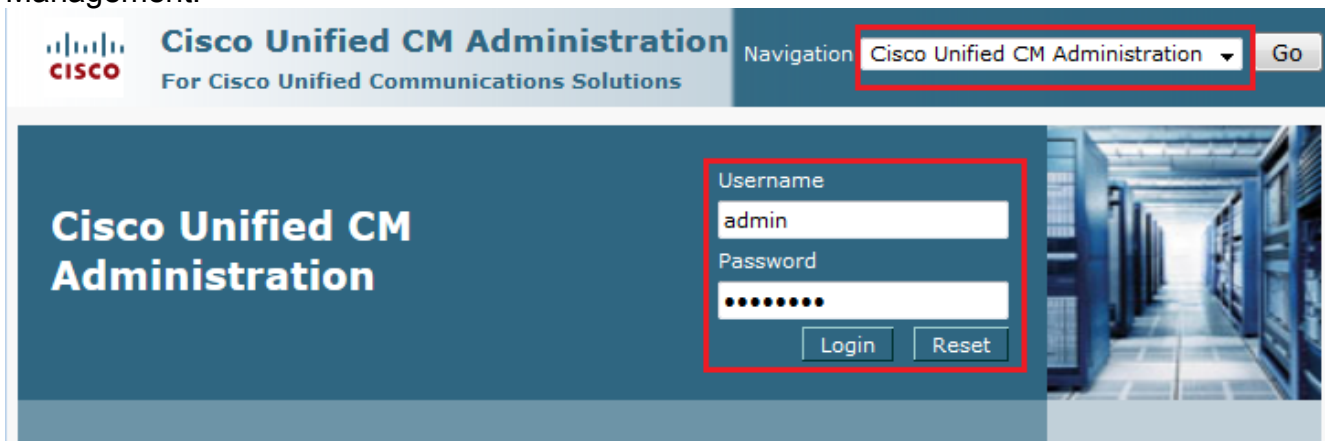 Management.
CISCO
Cisco Unified CM Administration
For Cisco Unified Communications Solutions
Navigation Cisco Unified CM Administration Go
Cisco Unified CM
Administration
Username
admin
Password
••••••••
Login Reset